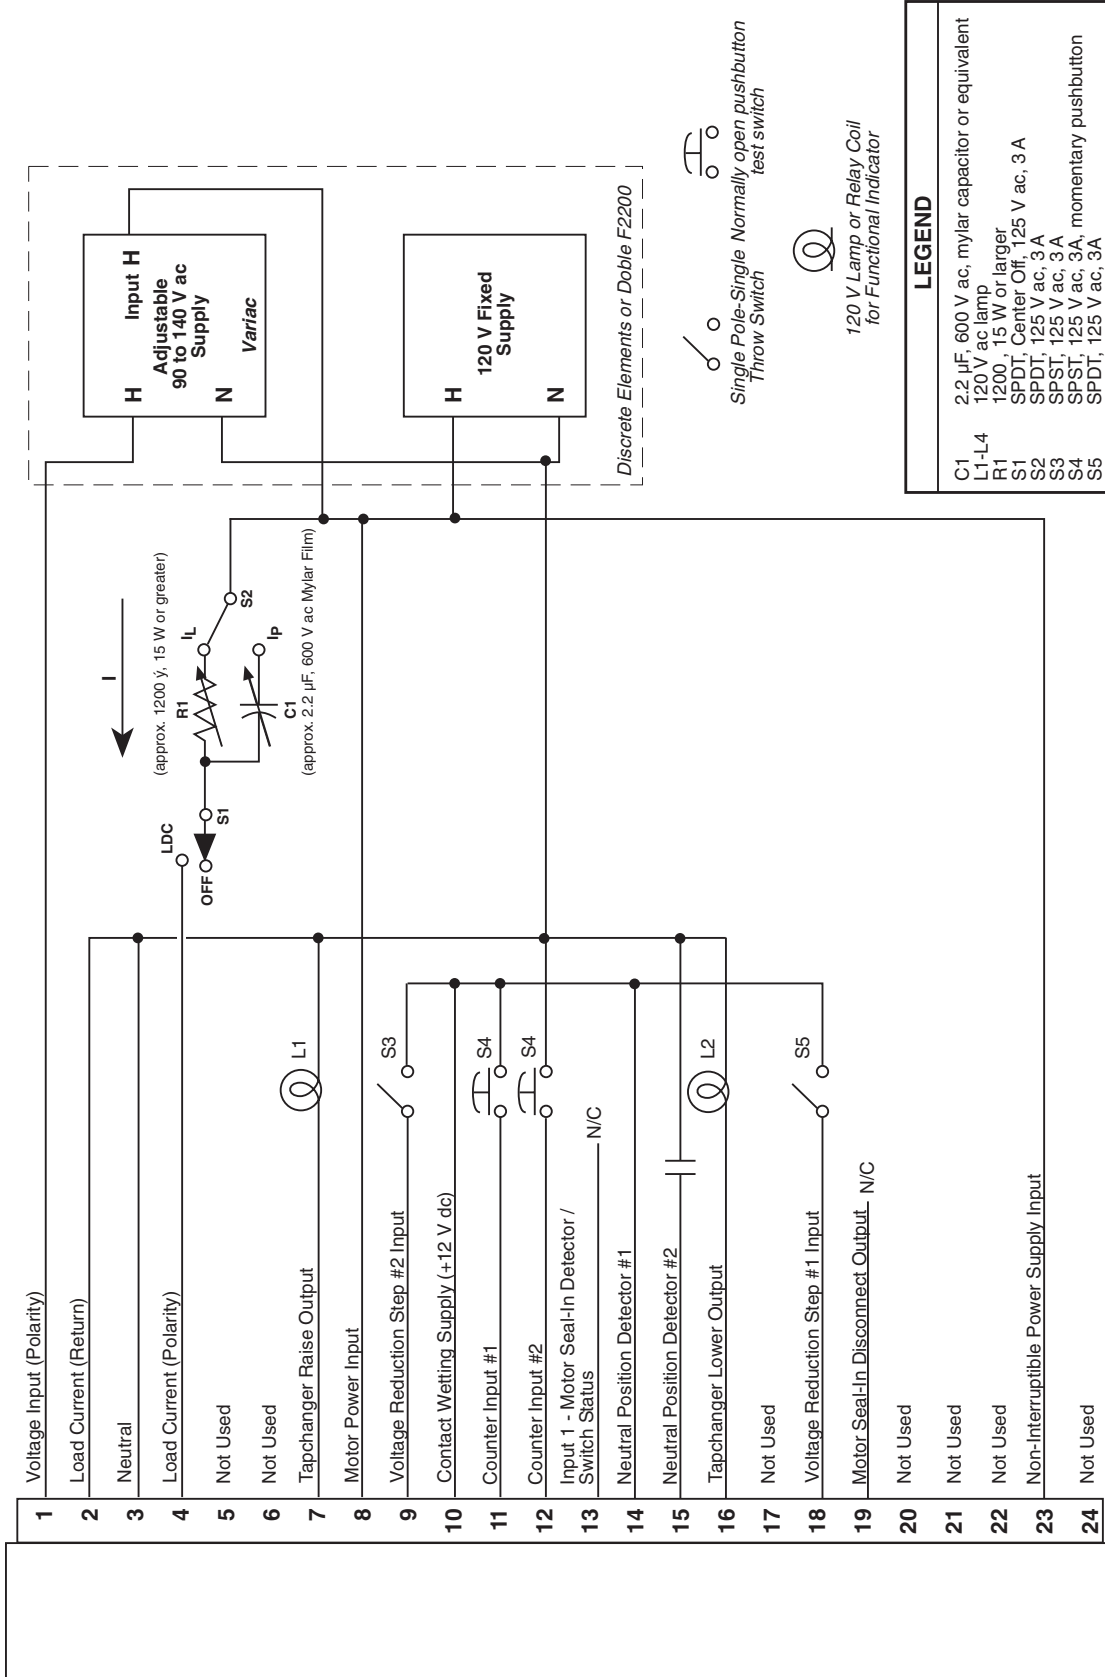 1 Voltage Input (Polarity)
2 Load Current (Return)
3 Neutral
4 Load Current (Polarity)
5 Not Used
6 Not Used
7 Tapchanger Raise Output
8 Motor Power Input
9 Voltage Reduction Step #2 Input
10 Contact Wetting Supply (+12 V dc)
11 Counter Input #1
12 Counter Input #2
13 Input 1 - Motor Seal-In Detector /
Switch Status
N/C
14 Neutral Position Detector #1
15 Neutral Position Detector #2
16 Tapchanger Lower Output
17 Not Used
18 Voltage Reduction Step #1 Input
19 Motor Seal-In Disconnect Output N/C
20 Not Used
21 Not Used
22 Not Used
23 Non-Interruptible Power Supply Input
24 Not Used
L1
S3
S4
S4
L2
S5
LDC
OFF
S1
I
(approx. 1200 ý, 15 W or greater)
R1
IL
S2
IP
C1
(approx. 2.2 µF, 600 V ac Mylar Film)
H Input H
Adjustable
90 to 140 V ac
Supply
N
Variac
120 V Fixed
Supply
H
N
Discrete Elements or Doble F2200
Single Pole-Single
Throw Switch
Normally open pushbutton
test switch
120 V Lamp or Relay Coil
for Functional Indicator
LEGEND
C1 2.2 µF, 600 V ac, mylar capacitor or equivalent
L1-L4 120 V ac lamp
R1 1200 , 15 W or larger
S1 SPDT, Center Off, 125 V ac, 3 A
S2 SPDT, 125 V ac, 3 A
S3 SPST, 125 V ac, 3 A
S4 SPST, 125 V ac, 3A, momentary pushbutton
S5 SPDT, 125 V ac, 3A